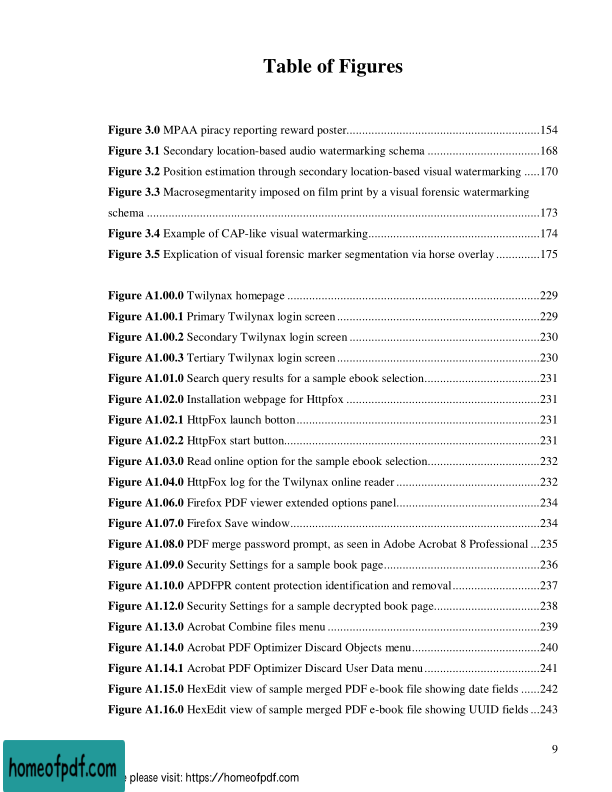 Table of Figures
Figure 3.0 MPAA piracy reporting reward poster..............................................................154
Figure 3.1 Secondary location-based audio watermarking schema ....................................168
Figure 3.2 Position estimation through secondary location-based visual watermarking .....170
Figure 3.3 Macrosegmentarity imposed on film print by a visual forensic watermarking
schema ..............................................................................................................................173
Figure 3.4 Example of CAP-like visual watermarking.......................................................174
Figure 3.5 Explication of visual forensic marker segmentation via horse overlay ..............175
Figure A1.00.0 Twilynax homepage .................................................................................229
Figure A1.00.1 Primary Twilynax login screen .................................................................229
Figure A1.00.2 Secondary Twilynax login screen .............................................................230
Figure A1.00.3 Tertiary Twilynax login screen .................................................................230
Figure A1.01.0 Search query results for a sample ebook selection.....................................231
Figure A1.02.0 Installation webpage for Httpfox ..............................................................231
Figure A1.02.1 HttpFox launch botton ..............................................................................231
Figure A1.02.2 HttpFox start button..................................................................................231
Figure A1.03.0 Read online option for the sample ebook selection....................................232
Figure A1.04.0 HttpFox log for the Twilynax online reader ..............................................232
Figure A1.06.0 Firefox PDF viewer extended options panel..............................................234
Figure A1.07.0 Firefox Save window................................................................................234
Figure A1.08.0 PDF merge password prompt, as seen in Adobe Acrobat 8 Professional ...235
Figure A1.09.0 Security Settings for a sample book page..................................................236
Figure A1.10.0 APDFPR content protection identification and removal............................237
Figure A1.12.0 Security Settings for a sample decrypted book page..................................238
Figure A1.13.0 Acrobat Combine files menu ....................................................................239
Figure A1.14.0 Acrobat PDF Optimizer Discard Objects menu.........................................240
Figure A1.14.1 Acrobat PDF Optimizer Discard User Data menu.....................................241
Figure A1.15.0 HexEdit view of sample merged PDF e-book file showing date fields ......242
Figure A1.16.0 HexEdit view of sample merged PDF e-book file showing UUID fields ...243
9
homeofpdf.com
please visit: https://homeofpdf.com